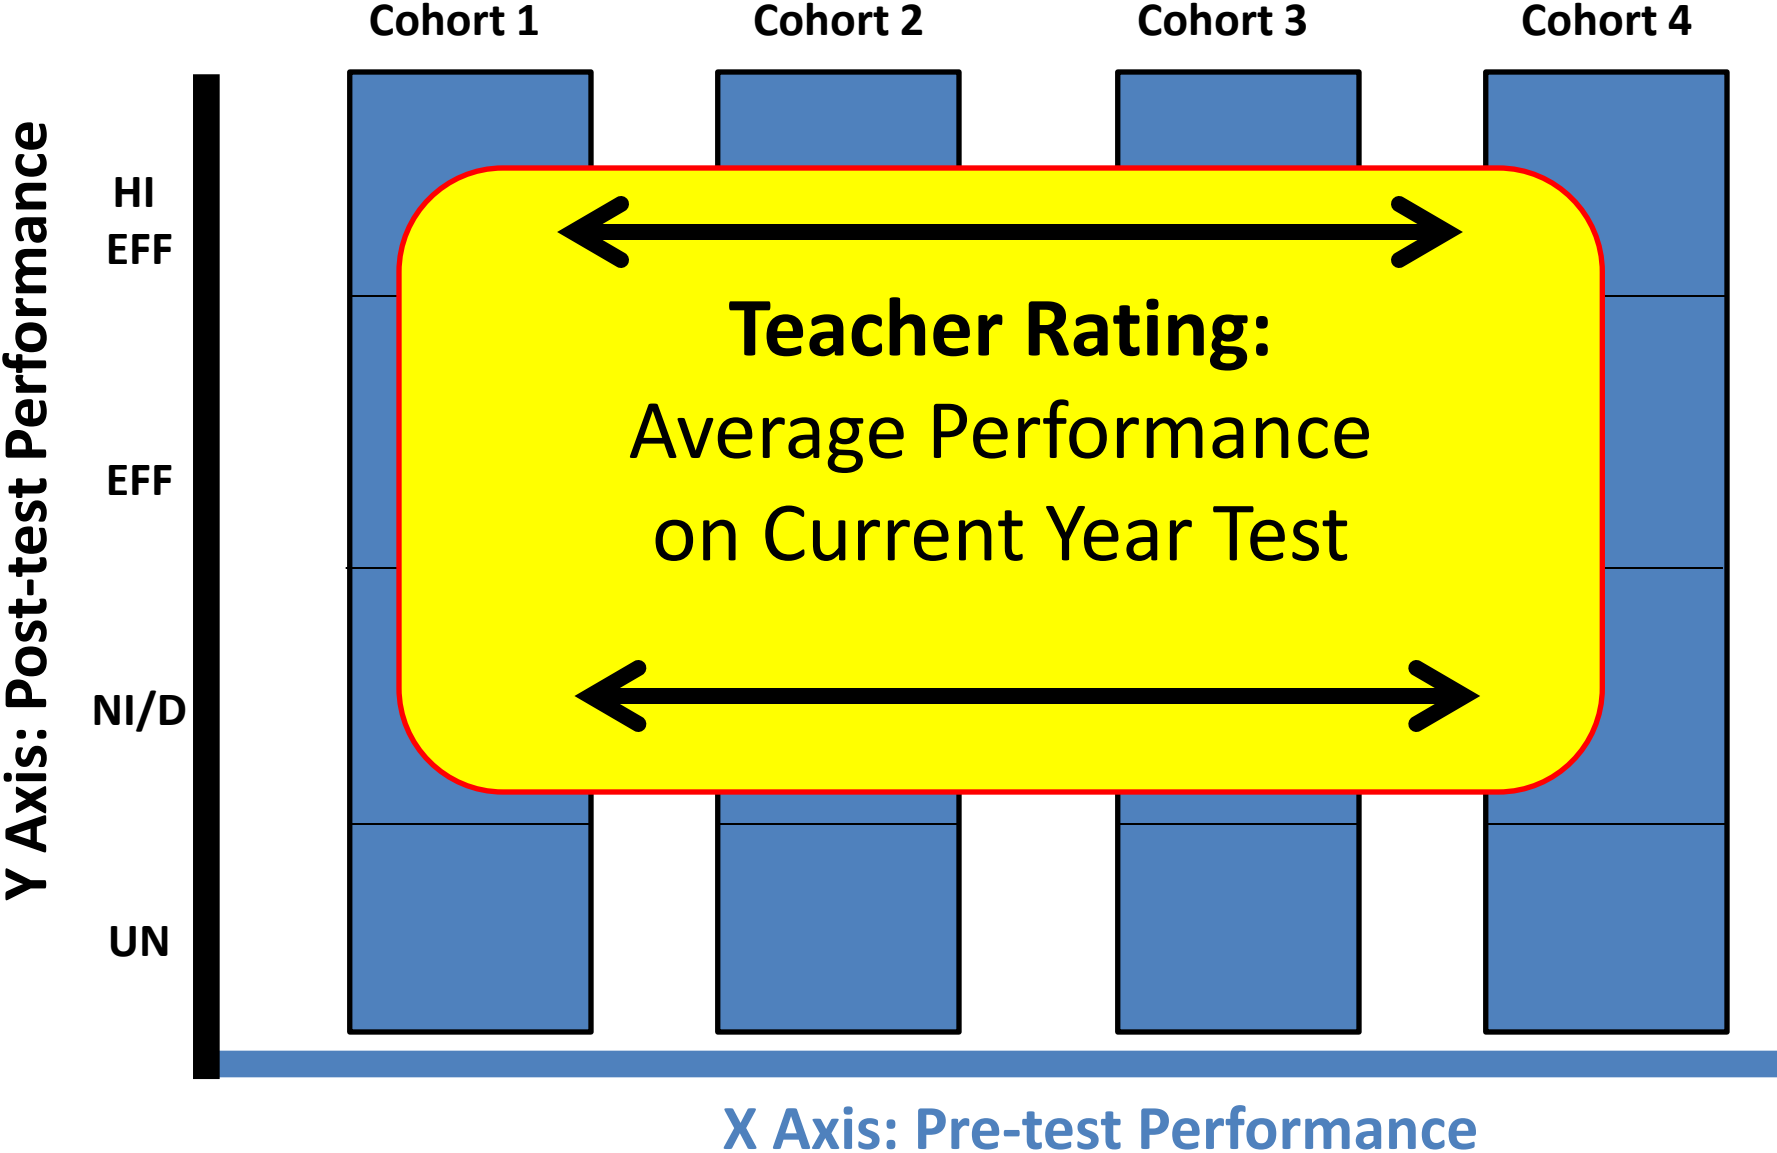 Cohort 1 Cohort 2 Cohort 3 Cohort 4
Y Axis: Post-test Performance
HI
EFF
EFF
NI/D
UN
Teacher Rating:
Average Performance
on Current Year Test
X Axis: Pre-test Performance